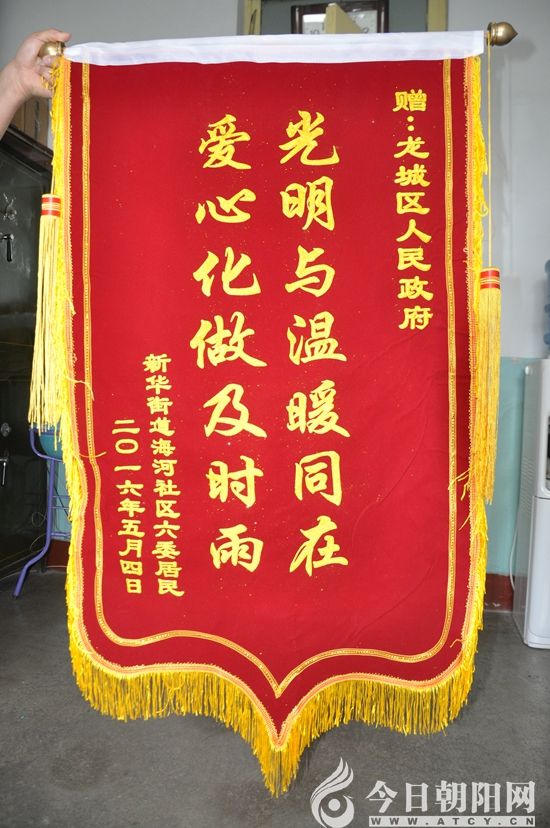 赠:龙城区人民政府
光明与温暖同在
爱心化做及时雨
新华街道海河社区六委居民
二〇一六年五月四日
今日朝阳网
WWW.ATCY.CN